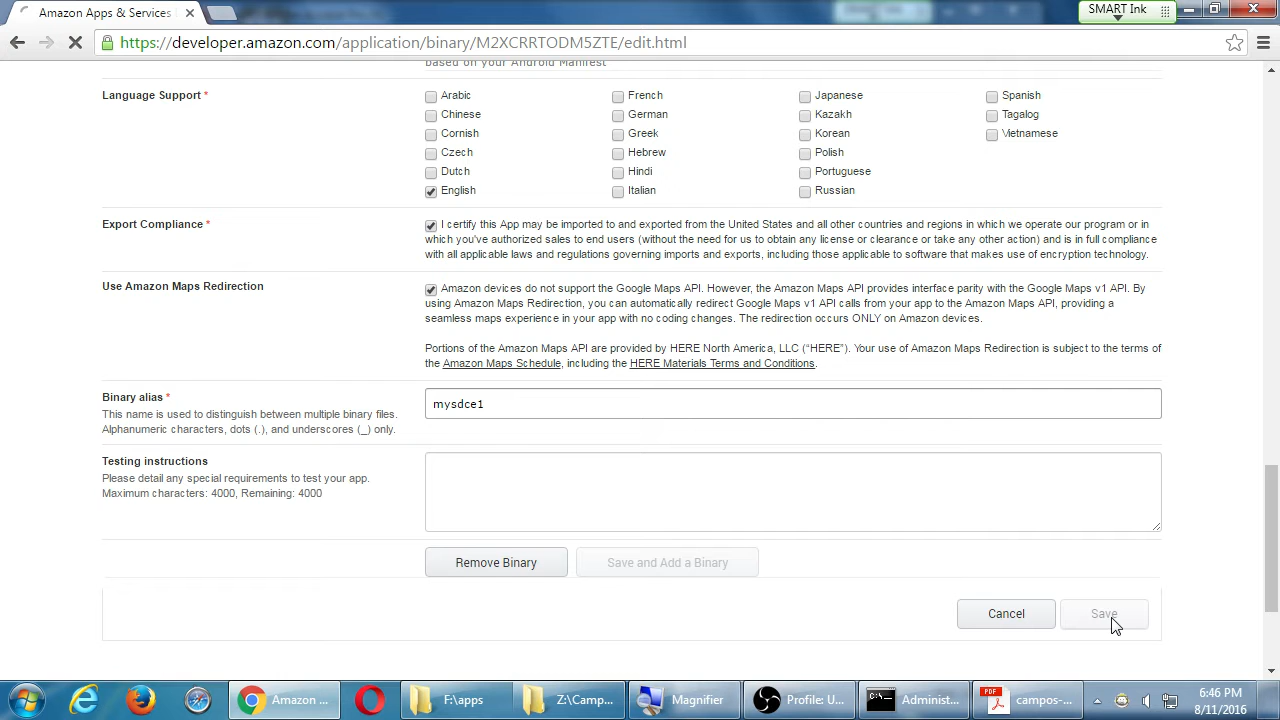 Amazon Apps & Services
SMART Ink
https://developer.amazon.com/application/binary/M2XCRRTODM5ZTE/edit.html
based on your Android Manifest
Language Support *
Arabic
French
Japanese
Spanish
Chinese
German
Kazakh
Tagalog
Cornish
Greek
Korean
Vietnamese
Czech
Hebrew
Polish
Dutch
Hindi
Portuguese
English
Italian
Russian
Export Compliance *
I certify this App may be imported to and exported from the United States and all other countries and regions in which we operate our program or in
which you've authorized sales to end users (without the need for us to obtain any license or clearance or take any other action) and is in full compliance
with all applicable laws and regulations governing imports and exports, including those applicable to software that makes use of encryption technology.
Use Amazon Maps Redirection
Amazon devices do not support the Google Maps API. However, the Amazon Maps API provides interface parity with the Google Maps v1 API. By
using Amazon Maps Redirection, you can automatically redirect Google Maps v1 API calls from your app to the Amazon Maps API, providing a
seamless maps experience in your app with no coding changes. The redirection occurs ONLY on Amazon devices.
Portions of the Amazon Maps API are provided by HERE North America, LLC (“HERE”). Your use of Amazon Maps Redirection is subject to the terms of
the Amazon Maps Schedule, including the HERE Materials Terms and Conditions.
Binary alias *
This name is used to distinguish between multiple binary files.
Alphanumeric characters, dots (.), and underscores (_) only.
mysdce1
Testing instructions
Please detail any special requirements to test your app.
Maximum characters: 4000, Remaining: 4000
Remove Binary
Save and Add a Binary
Cancel
Save
Amazon ...
F:\apps
Z:\Camp...
Magnifier
Profile: U...
Administ...
PDF
campos-...
6:46 PM
8/11/2016